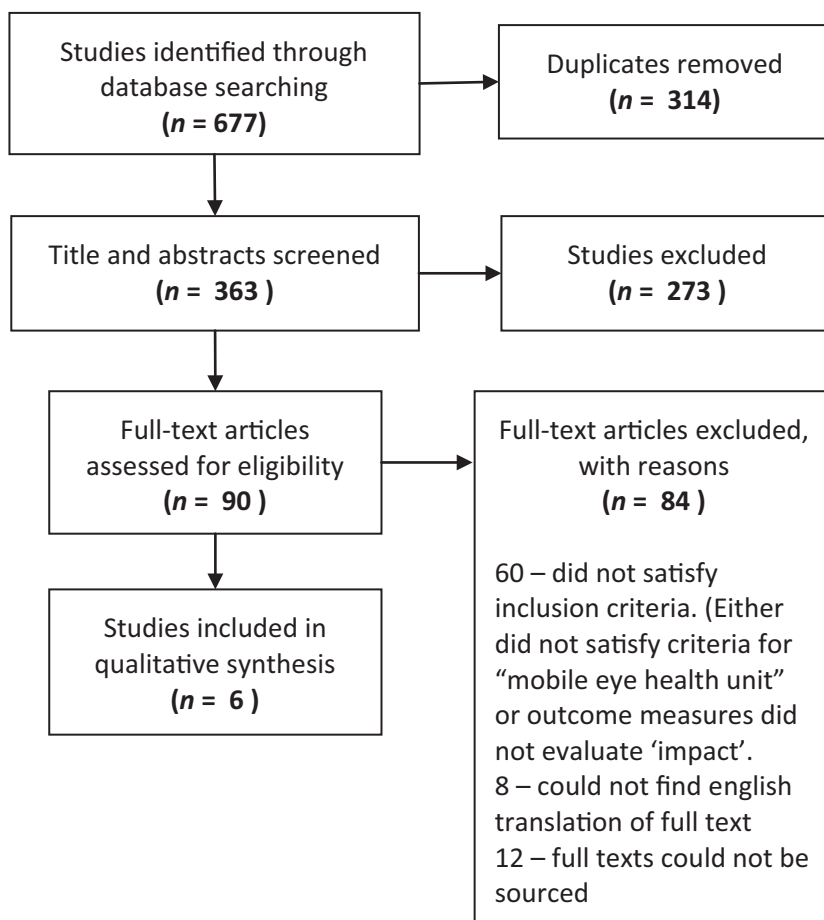 Studies identified through
database searching
(n = 677)
Duplicates removed
(n = 314)
Title and abstracts screened
(n = 363 )
Studies excluded
(n = 273 )
Full-text articles
assessed for eligibility
(n = 90 )
Full-text articles excluded,
with reasons
(n = 84 )
60 – did not satisfy
inclusion criteria. (Either
did not satisfy criteria for
“mobile eye health unit”
or outcome measures did
not evaluate ‘impact’.
8 – could not find english
translation of full text
12 – full texts could not be
sourced
Studies included in
qualitative synthesis
(n = 6 )